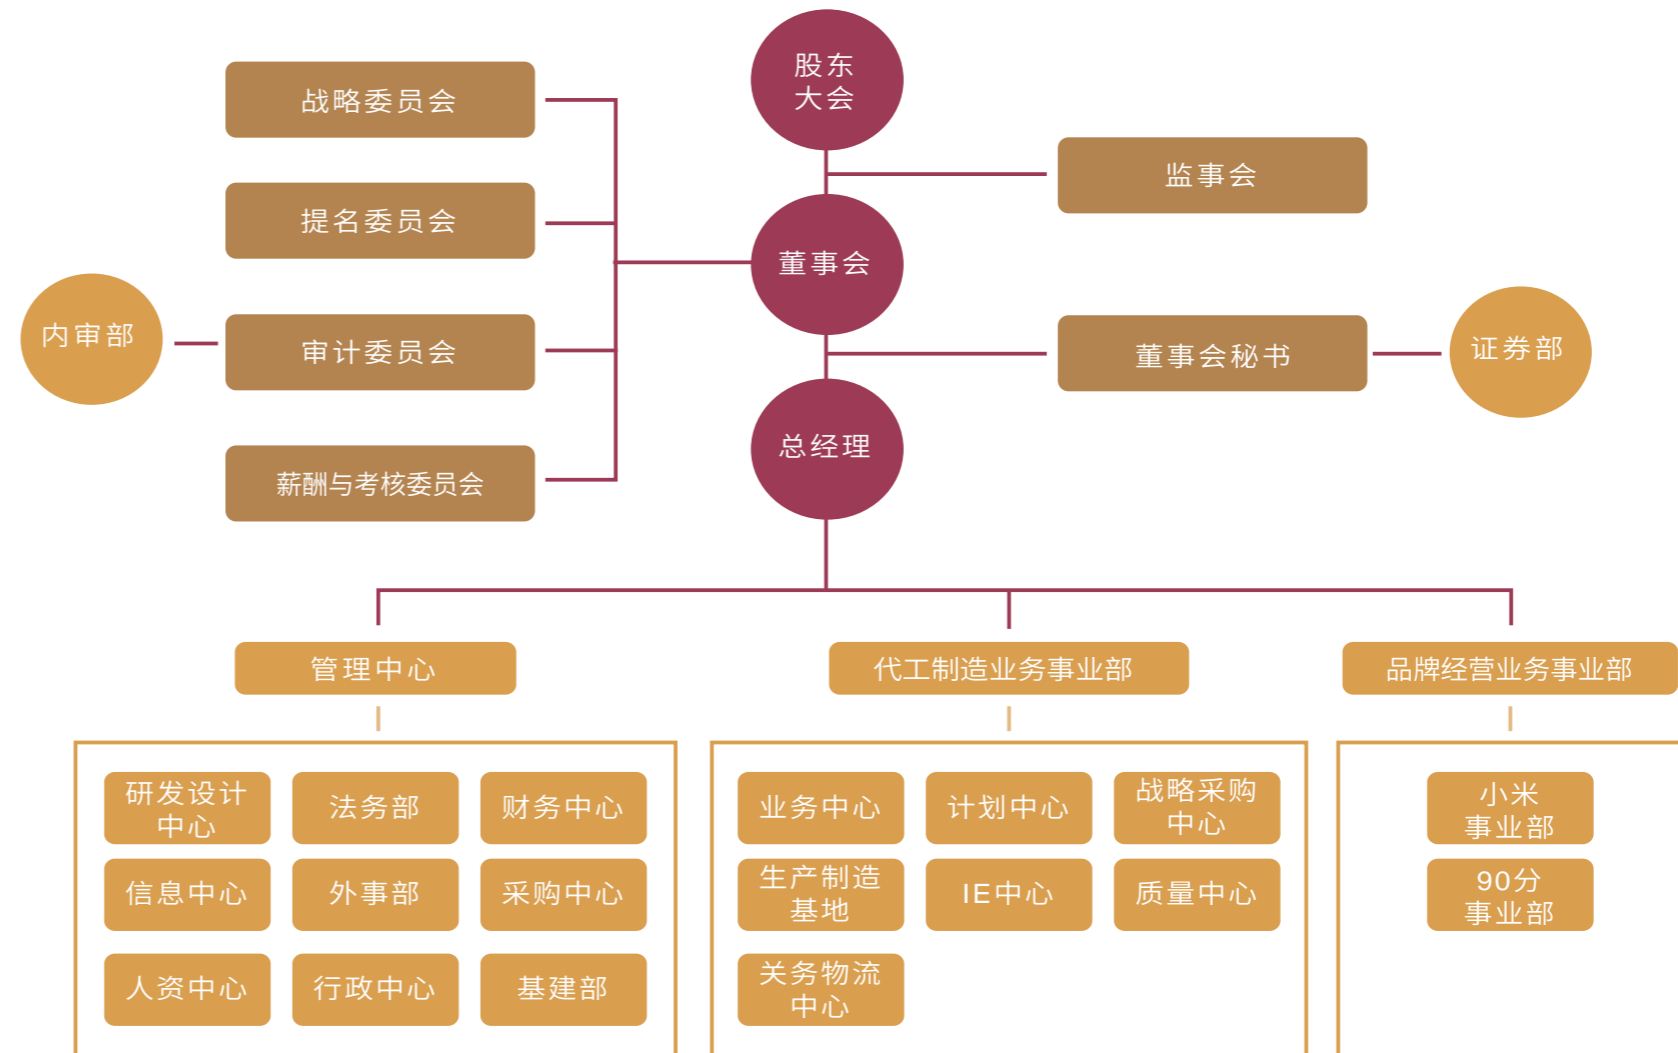 股东
大会
战略委员会
监事会
提名委员会
董事会
内审部
审计委员会
董事会秘书
证券部
总经理
薪酬与考核委员会
管理中心
代工制造业务事业部
品牌经营业务事业部
研发设计
中心
法务部
财务中心
信息中心
外事部
采购中心
人资中心
行政中心
基建部
业务中心
计划中心
战略采购
中心
生产制造
基地
IE中心
质量中心
关务物流
中心
小米
事业部
90分
事业部